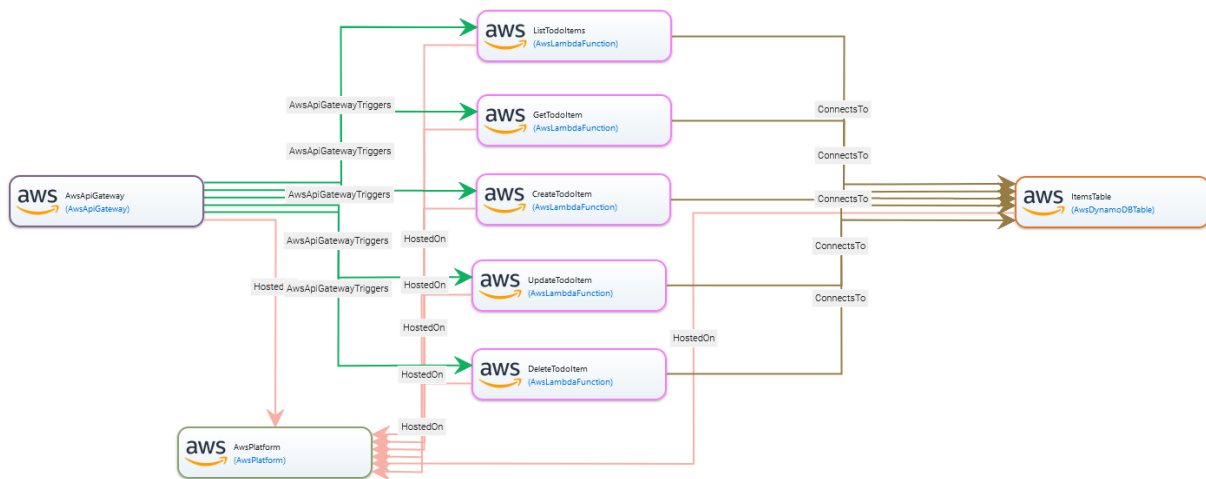 aws
ListTodoItems
(AwsLambdaFunction)
AwsApiGatewayTriggers
ConnectsTo
aws
GetTodoItem
(AwsLambdaFunction)
AwsApiGatewayTriggers
ConnectsTo
aws
AwsApiGateway
(AwsApiGateway)
AwsApiGatewayTriggers
aws
CreateTodoItem
(AwsLambdaFunction)
ConnectsTo
aws
ItemsTable
(AwsDynamoDBTable)
AwsApiGatewayTriggers
HostedOn
ConnectsTo
aws
UpdateTodoItem
(AwsLambdaFunction)
Hosted
AwsApiGatewayTriggers
HostedOn
ConnectsTo
HostedOn
HostedOn
aws
DeleteTodoItem
(AwsLambdaFunction)
HostedOn
HostedOn
aws
AwsPlatform
(AwsPlatform)